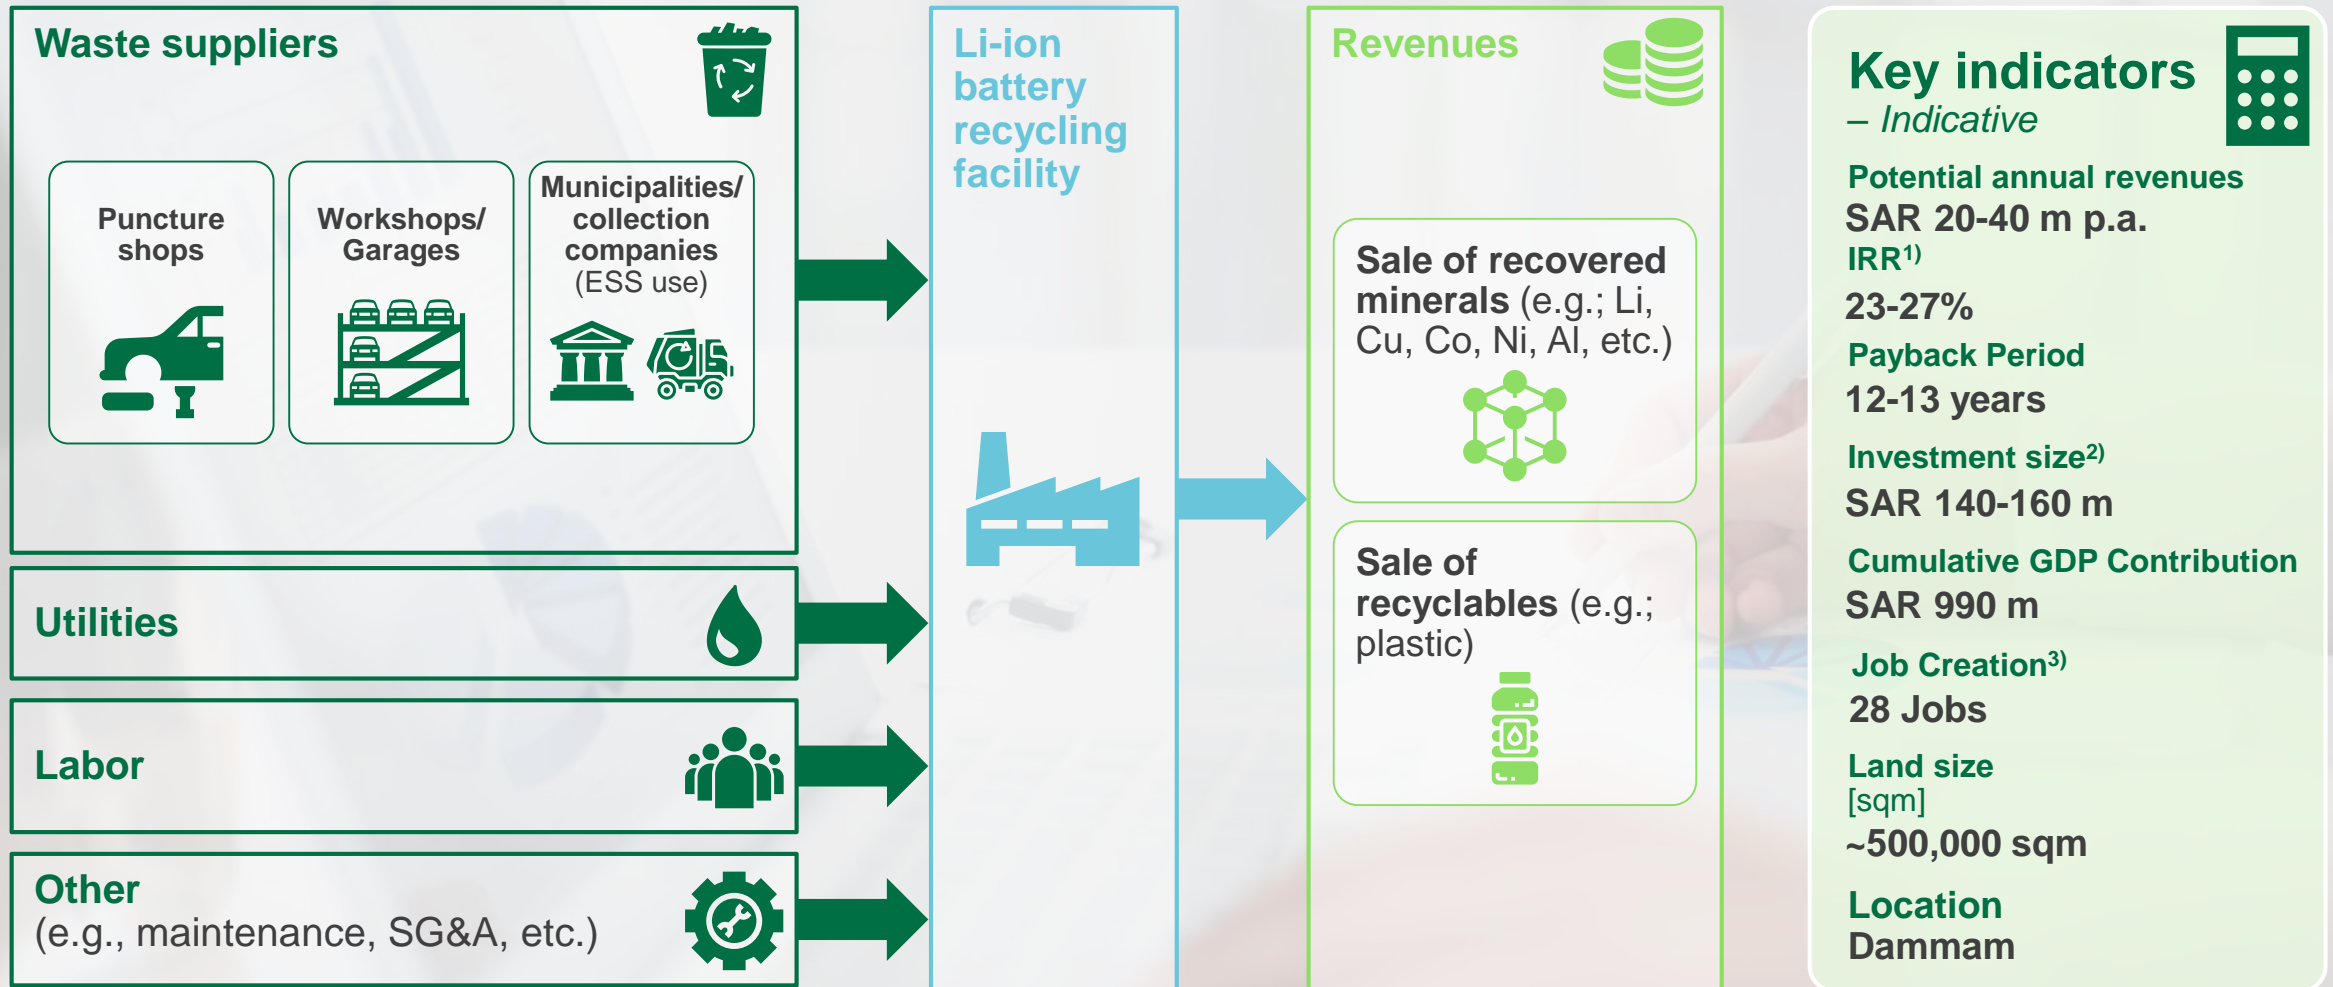 Waste suppliers
Puncture
shops
Workshops/
Garages
Municipalities/
collection
companies
(ESS use)
Utilities
Labor
Other
(e.g., maintenance, SG&A, etc.)
Li-ion
battery
recycling
facility
Revenues
Sale of recovered
minerals (e.g.; Li,
Cu, Co, Ni, Al, etc.)
Sale of
recyclables (e.g.;
plastic)
Key indicators
– Indicative
Potential annual revenues
SAR 20-40 m p.a.
IRR1)
23-27%
Payback Period
12-13 years
Investment size2)
SAR 140-160 m
Cumulative GDP Contribution
SAR 990 m
Job Creation3)
28 Jobs
Land size
[sqm]
~500,000 sqm
Location
Dammam